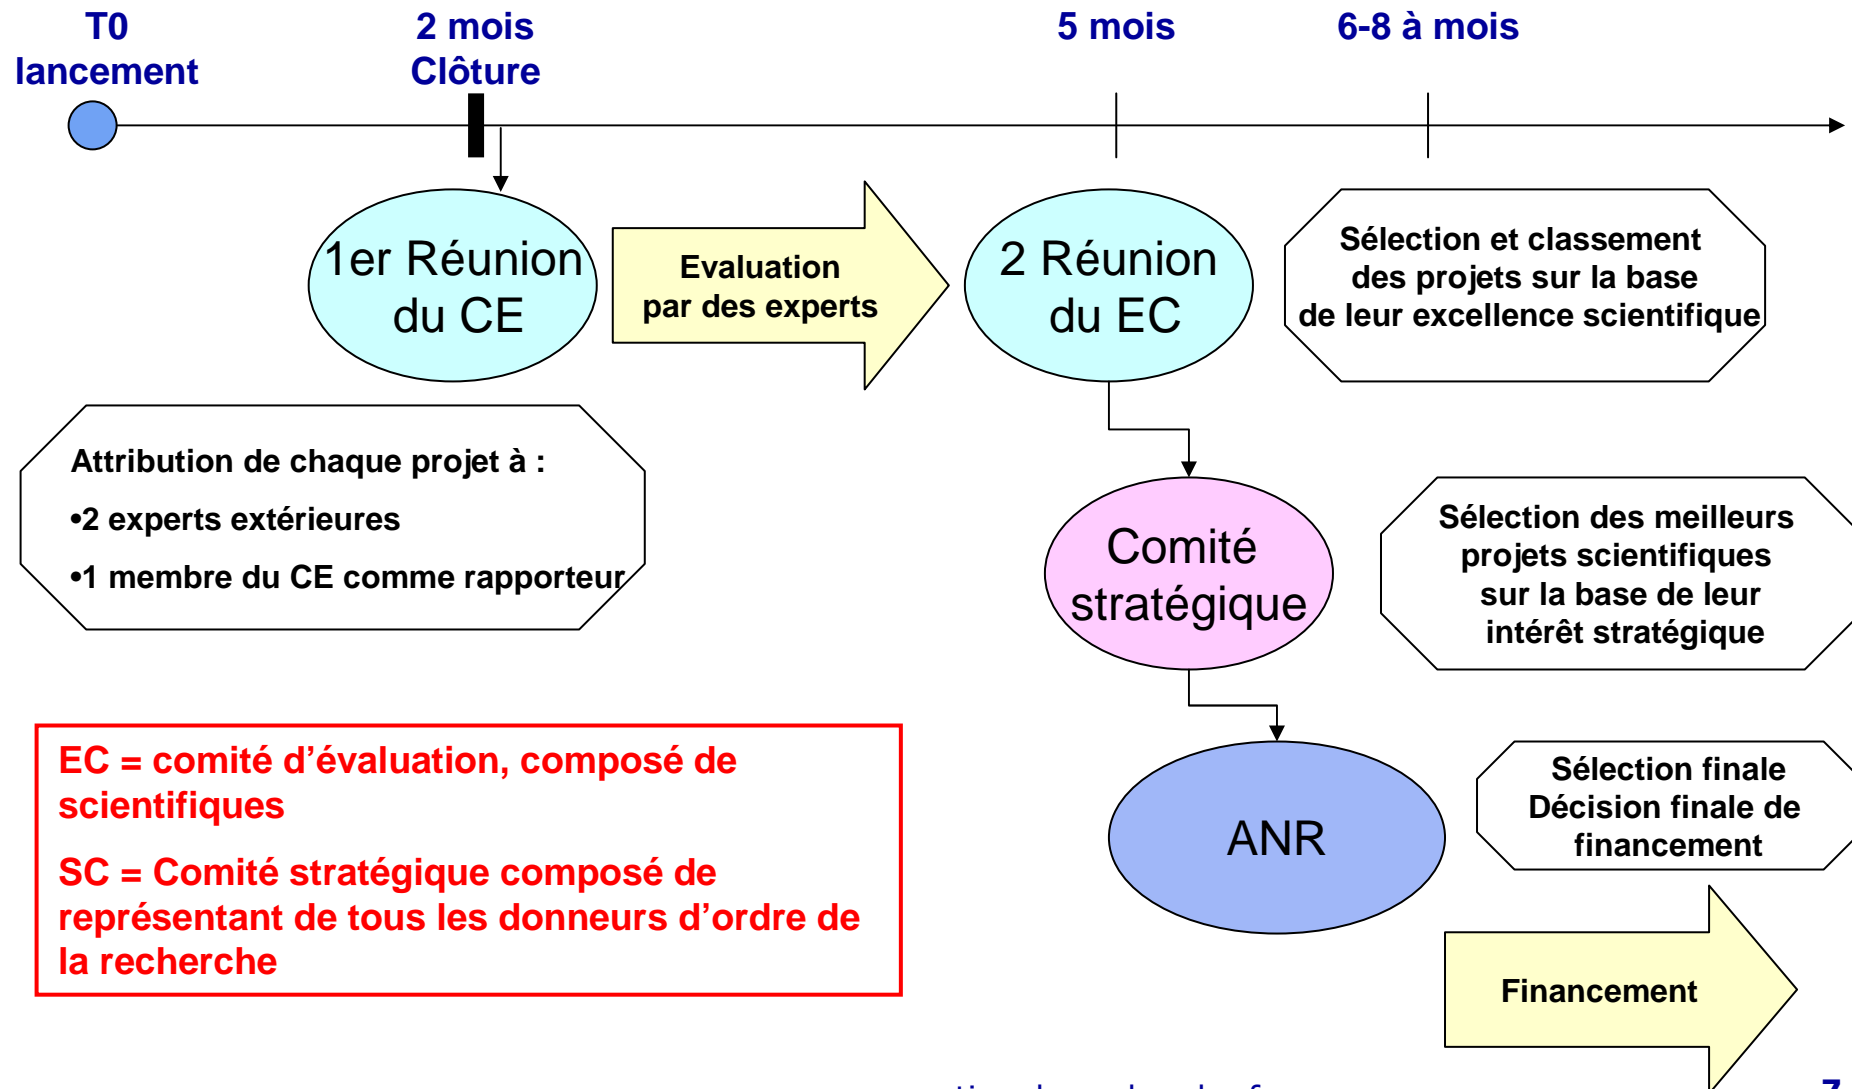 T0
lancement
2 mois
Clôture
5 mois
6-8 à mois
1er Réunion
du CE
Evaluation
par des experts
2 Réunion
du EC
Sélection et classement
des projets sur la base
de leur excellence scientifique
Attribution de chaque projet à :
•2 experts extérieures
•1 membre du CE comme rapporteur
Comité
stratégique
Sélection des meilleurs
projets scientifiques
sur la base de leur
intérêt stratégique
EC = comité d’évaluation, composé de
scientifiques
SC = Comité stratégique composé de
représentant de tous les donneurs d’ordre de
la recherche
ANR
Sélection finale
Décision finale de
financement
Financement